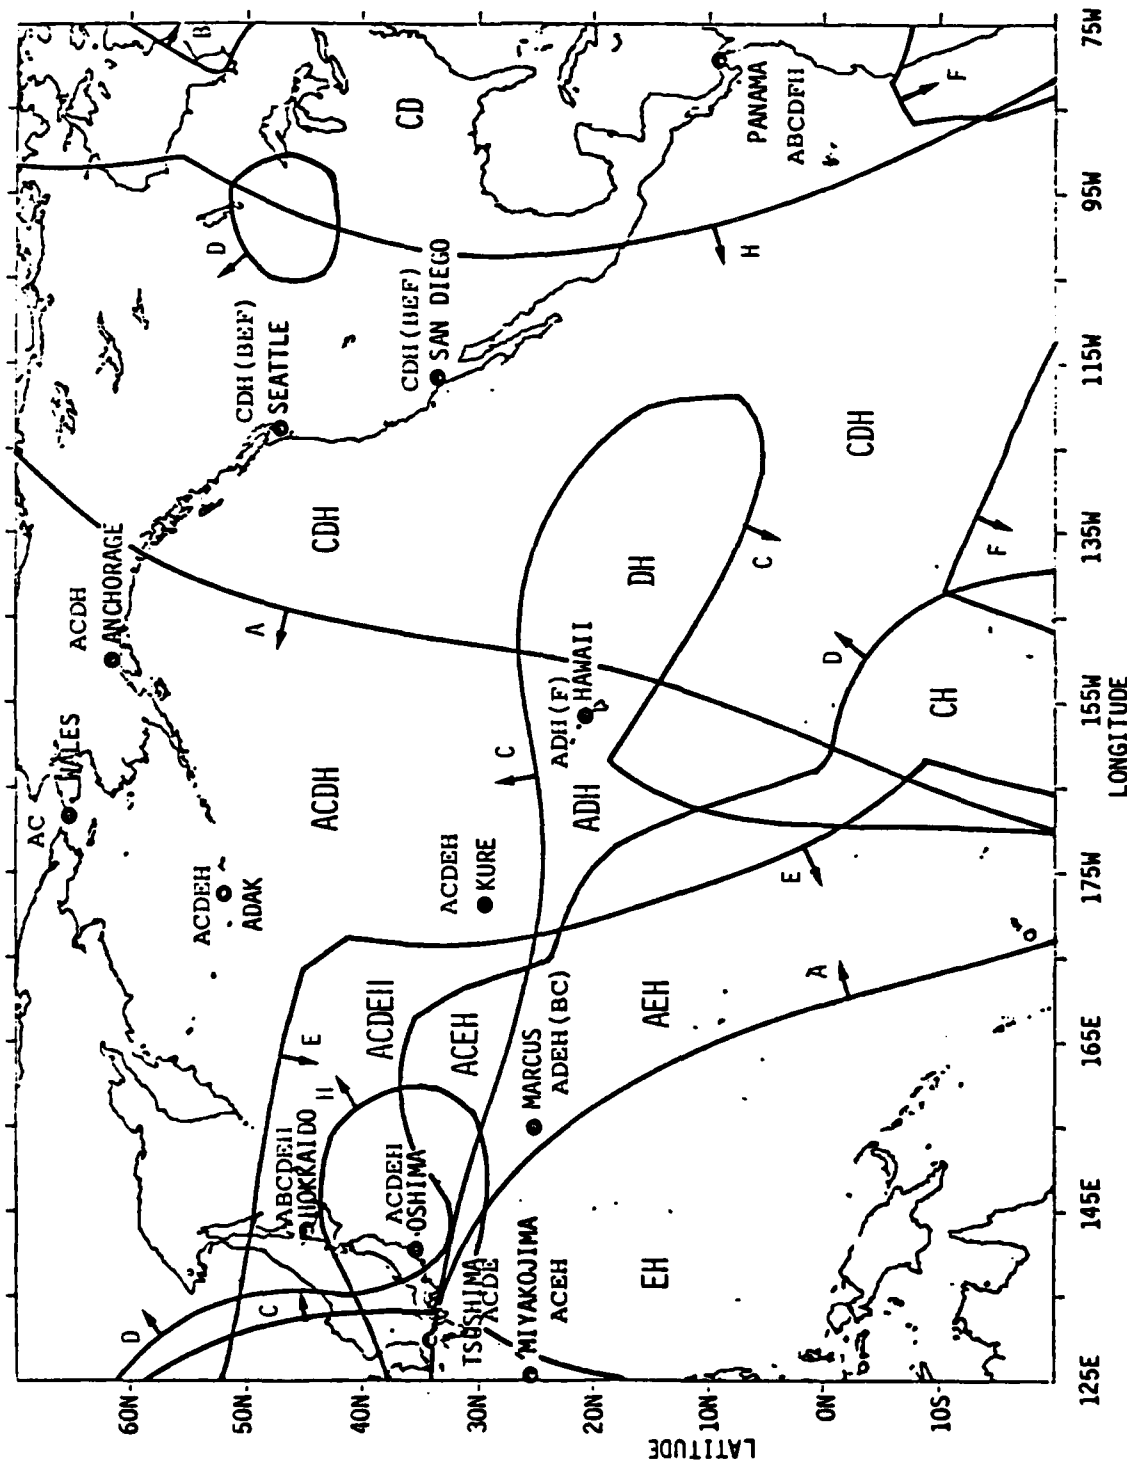 60N
50N
40N
30N
20N
10N
0N
10S
LATITUDE
125E
145E
165E
175W
155W
135W
115W
95W
75W
LONGITUDE
AC
WALES
ACDH
ANCHORAGE
ACDEH
ADAK
CDH (BEF)
SEATTLE
CDH (BEF)
SAN DIEGO
PANAMA
ABCDFH
ACDEH
KURE
ADH (F)
HAWAII
MARCUS
ADEH (BC)
ABCDEH
HOKKAIDO
ACDEH
OSHIMA
TSUSHIMA
ACDE
MIYAKOJIMA
ACEH
B
CD
D
H
F
CDH
A
ACDH
C
DH
C
CDH
F
D
CH
ADH
E
A
AEH
ACEH
ACDEH
E
H
D
C
EH